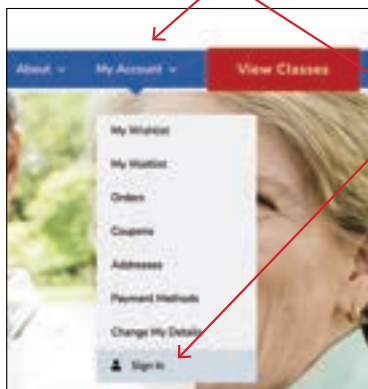 About My Account View Classes
My Wishlist
My Waitlist
Orders
Coupons
Addresses
Payment Methods
Change My Details
Sign In